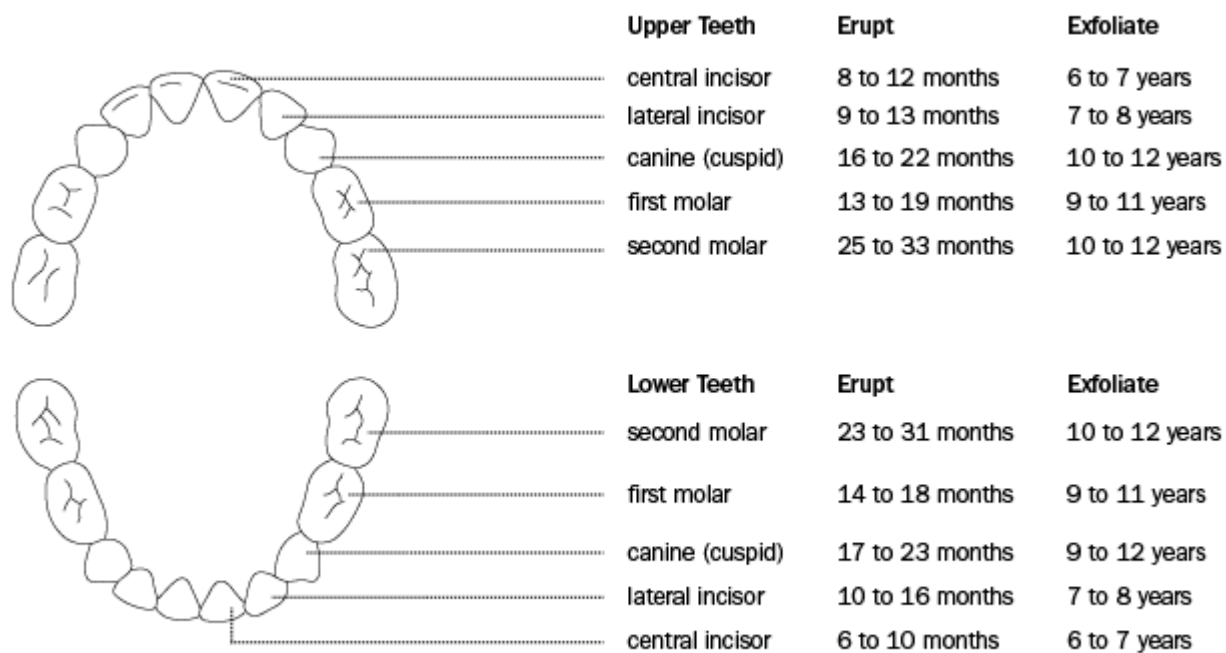 Upper Teeth Erupt Exfoliate
central incisor 8 to 12 months 6 to 7 years
lateral incisor 9 to 13 months 7 to 8 years
canine (cuspid) 16 to 22 months 10 to 12 years
first molar 13 to 19 months 9 to 11 years
second molar 25 to 33 months 10 to 12 years
Lower Teeth Erupt Exfoliate
second molar 23 to 31 months 10 to 12 years
first molar 14 to 18 months 9 to 11 years
canine (cuspid) 17 to 23 months 9 to 12 years
lateral incisor 10 to 16 months 7 to 8 years
central incisor 6 to 10 months 6 to 7 years